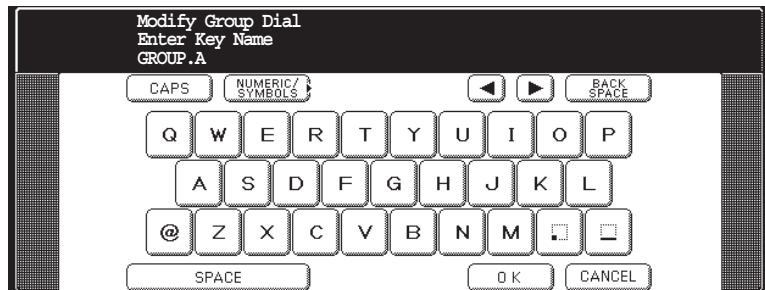 Modify Group Dial
Enter Key Name
GROUP.A
CAPS NUMERIC/ SYMBOLS ◄ ► BACK SPACE
Q W E R T Y U I O P
A S D F G H J K L
@ Z X C V B N M . _
SPACE OK CANCEL